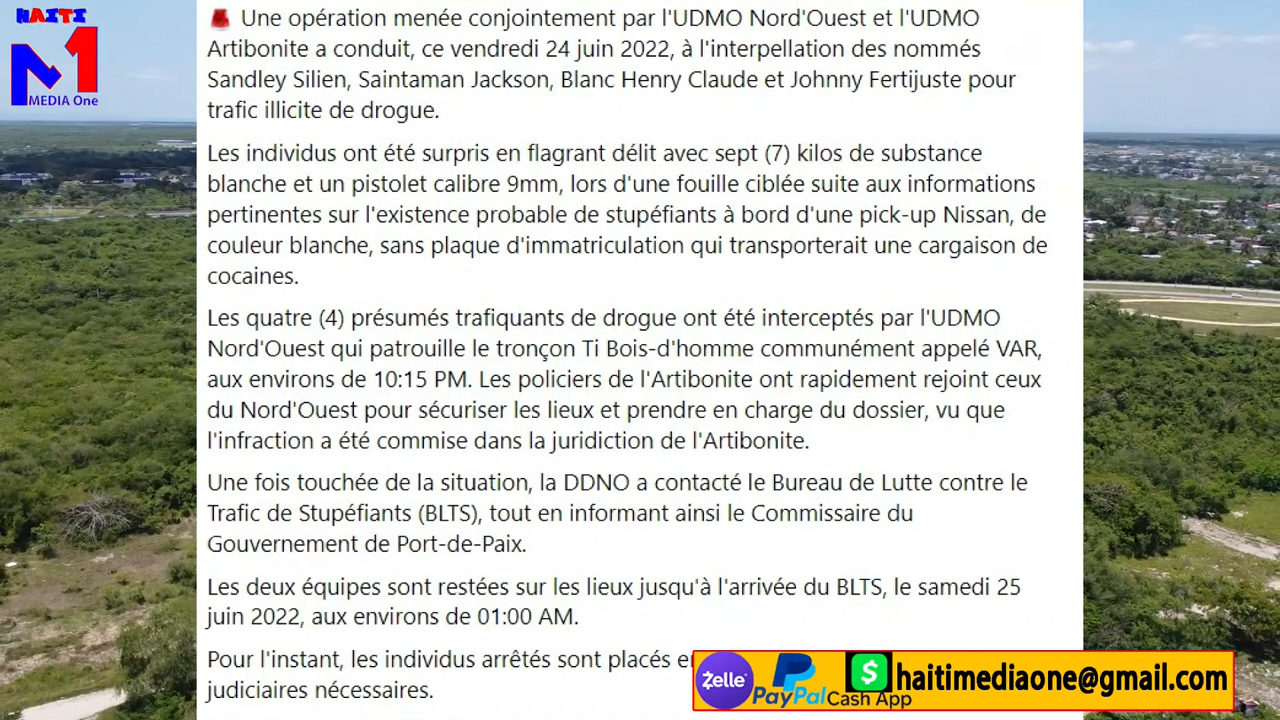 HAITI
M1
MEDIA One
🚨 Une opération menée conjointement par l'UDMO Nord'Ouest et l'UDMO
Artibonite a conduit, ce vendredi 24 juin 2022, à l'interpellation des nommés
Sandley Silien, Saintaman Jackson, Blanc Henry Claude et Johnny Fertijuste pour
trafic illicite de drogue.
Les individus ont été surpris en flagrant délit avec sept (7) kilos de substance
blanche et un pistolet calibre 9mm, lors d'une fouille ciblée suite aux informations
pertinentes sur l'existence probable de stupéfiants à bord d'une pick-up Nissan, de
couleur blanche, sans plaque d'immatriculation qui transporterait une cargaison de
cocaines.
Les quatre (4) présumés trafiquants de drogue ont été interceptés par l'UDMO
Nord'Ouest qui patrouille le tronçon Ti Bois-d'homme communément appelé VAR,
aux environs de 10:15 PM. Les policiers de l'Artibonite ont rapidement rejoint ceux
du Nord'Ouest pour sécuriser les lieux et prendre en charge du dossier, vu que
l'infraction a été commise dans la juridiction de l'Artibonite.
Une fois touchée de la situation, la DDNO a contacté le Bureau de Lutte contre le
Trafic de Stupéfiants (BLTS), tout en informant ainsi le Commissaire du
Gouvernement de Port-de-Paix.
Les deux équipes sont restées sur les lieux jusqu'à l'arrivée du BLTS, le samedi 25
juin 2022, aux environs de 01:00 AM.
Pour l'instant, les individus arrêtés sont placés
judiciaires nécessaires.
Zelle PayPal $ Cash App haitimediaone@gmail.com